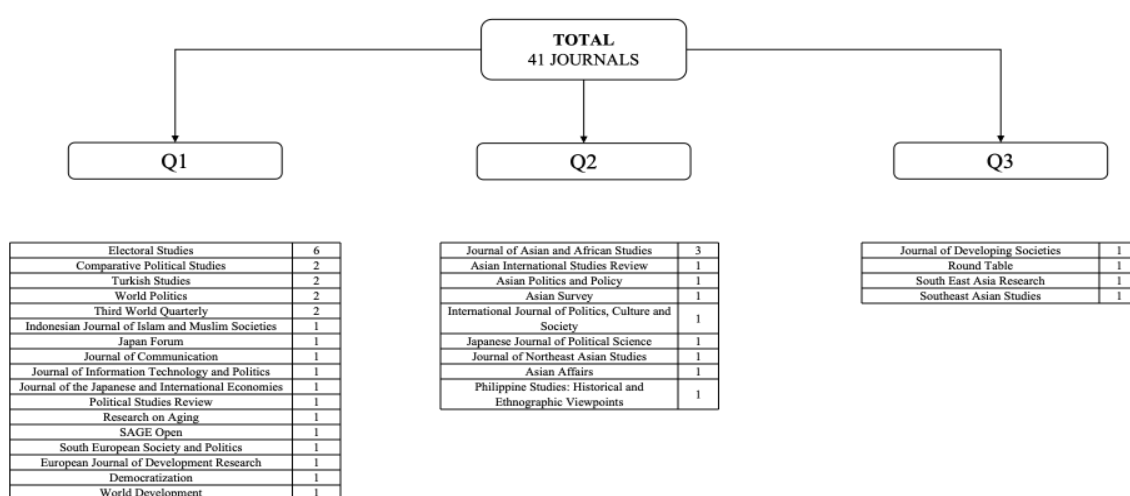 TOTAL
41 JOURNALS
Q1
Q2
Q3
Electoral Studies 6
Comparative Political Studies 2
Turkish Studies 2
World Politics 2
Third World Quarterly 2
Indonesian Journal of Islam and Muslim Societies 1
Japan Forum 1
Journal of Communication 1
Journal of Information Technology and Politics 1
Journal of the Japanese and International Economies 1
Political Studies Review 1
Research on Aging 1
SAGE Open 1
South European Society and Politics 1
European Journal of Development Research 1
Democratization 1
World Development 1
Journal of Asian and African Studies 3
Asian International Studies Review 1
Asian Politics and Policy 1
Asian Survey 1
International Journal of Politics, Culture and
Society 1
Japanese Journal of Political Science 1
Journal of Northeast Asian Studies 1
Asian Affairs 1
Philippine Studies: Historical and
Ethnographic Viewpoints 1
Journal of Developing Societies 1
Round Table 1
South East Asia Research 1
Southeast Asian Studies 1